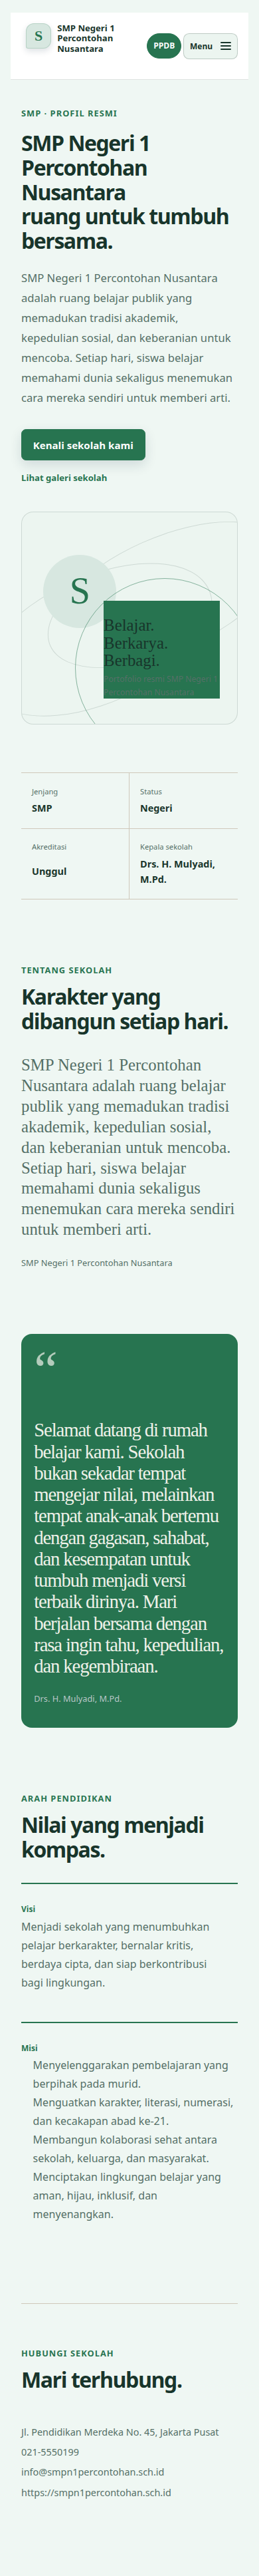 S
SMP Negeri 1
Percontohan
Nusantara
PPDB
Menu
SMP · PROFIL RESMI
SMP Negeri 1
Percontohan
Nusantara
ruang untuk tumbuh
bersama.
SMP Negeri 1 Percontohan Nusantara
adalah ruang belajar publik yang
memadukan tradisi akademik,
kepedulian sosial, dan keberanian untuk
mencoba. Setiap hari, siswa belajar
memahami dunia sekaligus menemukan
cara mereka sendiri untuk memberi arti.
Kenali sekolah kami
Lihat galeri sekolah
S
Belajar.
Berkarya.
Berbagi.
Jenjang
SMP
Status
Negeri
Akreditasi
Unggul
Kepala sekolah
Drs. H. Mulyadi,
M.Pd.
TENTANG SEKOLAH
Karakter yang
dibangun setiap hari.
SMP Negeri 1 Percontohan
Nusantara adalah ruang belajar
publik yang memadukan tradisi
akademik, kepedulian sosial,
dan keberanian untuk mencoba.
Setiap hari, siswa belajar
memahami dunia sekaligus
menemukan cara mereka sendiri
untuk memberi arti.
SMP Negeri 1 Percontohan Nusantara
“
Selamat datang di rumah
belajar kami. Sekolah
bukan sekadar tempat
mengejar nilai, melainkan
tempat anak-anak bertemu
dengan gagasan, sahabat,
dan kesempatan untuk
tumbuh menjadi versi
terbaik dirinya. Mari
berjalan bersama dengan
rasa ingin tahu, kepedulian,
dan kegembiraan.
Drs. H. Mulyadi, M.Pd.
ARAH PENDIDIKAN
Nilai yang menjadi
kompas.
Visi
Menjadi sekolah yang menumbuhkan
pelajar berkarakter, bernalar kritis,
berdaya cipta, dan siap berkontribusi
bagi lingkungan.
Misi
Menyelenggarakan pembelajaran yang
berpihak pada murid.
Menguatkan karakter, literasi, numerasi,
dan kecakapan abad ke-21.
Membangun kolaborasi sehat antara
sekolah, keluarga, dan masyarakat.
Menciptakan lingkungan belajar yang
aman, hijau, inklusif, dan
menyenangkan.
HUBUNGI SEKOLAH
Mari terhubung.
Jl. Pendidikan Merdeka No. 45, Jakarta Pusat
021-5550199
info@smpn1percontohan.sch.id
https://smpn1percontohan.sch.id